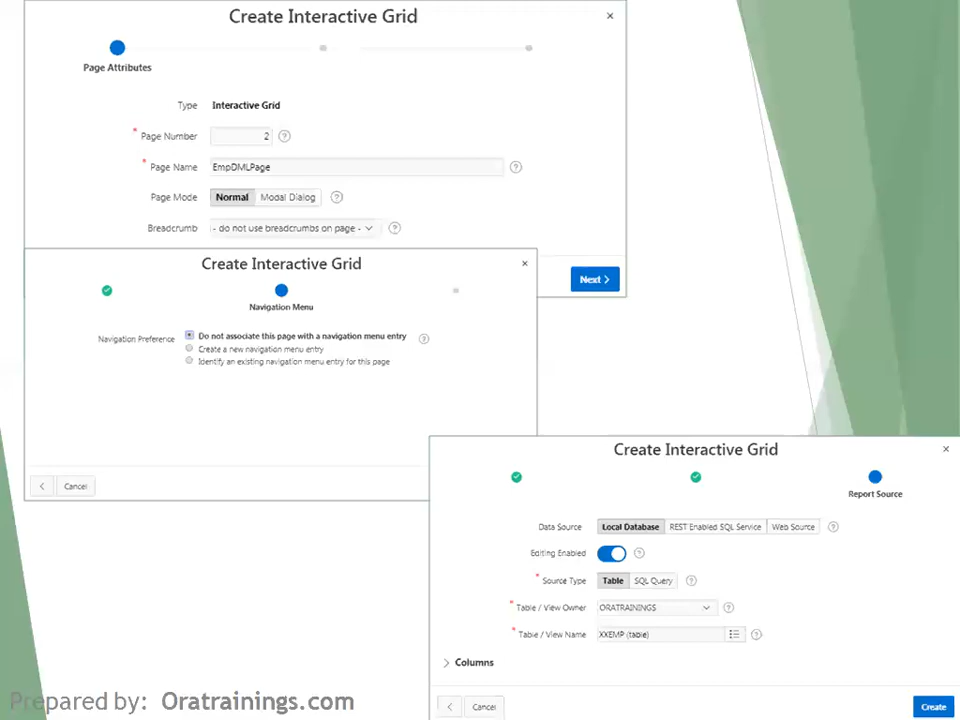 Create Interactive Grid
Page Attributes
Type Interactive Grid
* Page Number 2
* Page Name EmpDMLPage
Page Mode Normal Modal Dialog
Breadcrumb - do not use breadcrumbs on page -
Next >
Create Interactive Grid
Navigation Menu
Navigation Preference Do not associate this page with a navigation menu entry
Create a new navigation menu entry
Identify an existing navigation menu entry for this page
Cancel
Create Interactive Grid
Report Source
Data Source Local Database REST Enabled SQL Service Web Source
Editing Enabled
* Source Type Table SQL Query
* Table / View Owner ORATRAININGS
* Table / View Name XXEMP (table)
Columns
Cancel Create
Prepared by: Oratrainings.com